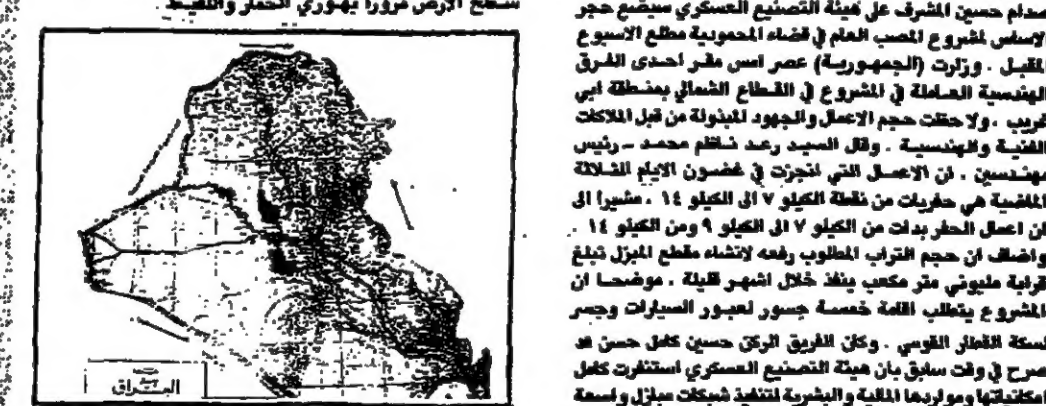 صدام حسين المشرف على هيئة التصنيع العسكري سيضع حجر
الاساس لمشروع المصب العام في قضاء المحمودية مطلع الاسبوع
المقبل . وزارت (الجمهورية) عصر امس مقر احدى الفرق
الهندسية العاملة في المشروع في القطاع الشمالي بمنطقة ابي
غريب . ولاحظت حجم الاعمال والجهود المبذولة من قبل الملاكات
الفنية والهندسية . وقال السيد رعد ناظم محمد - رئيس
مهندسين . ان الاعمال التي انجزت في غضون الايام الثلاثة
الماضية هي حفريات من نقطة الكيلو ٧ الى الكيلو ١٤ . مشيرا الى
ان اعمال الحفر بدات من الكيلو ٧ الى الكيلو ٩ ومن الكيلو ١٤ .
واضاف ان حجم التراب المطلوب رفعه لانشاء مقطع المبزل تبلغ
قرابة مليوني متر مكعب ينفذ خلال اشهر قليلة . موضحا ان
المشروع يتطلب اقامة خمسة جسور لعبور السيارات وجسر
لسكة القطار القوسي . وكان الفريق الركن حسين كامل حسن قد
صرح في وقت سابق بان هيئة التصنيع العسكري استنفرت كامل
امكانياتها ومواردها المالية والبشرية لتنفيذ شبكات مبازل واسعة
سطح الارض مرورا بهوري الحمار
العراق